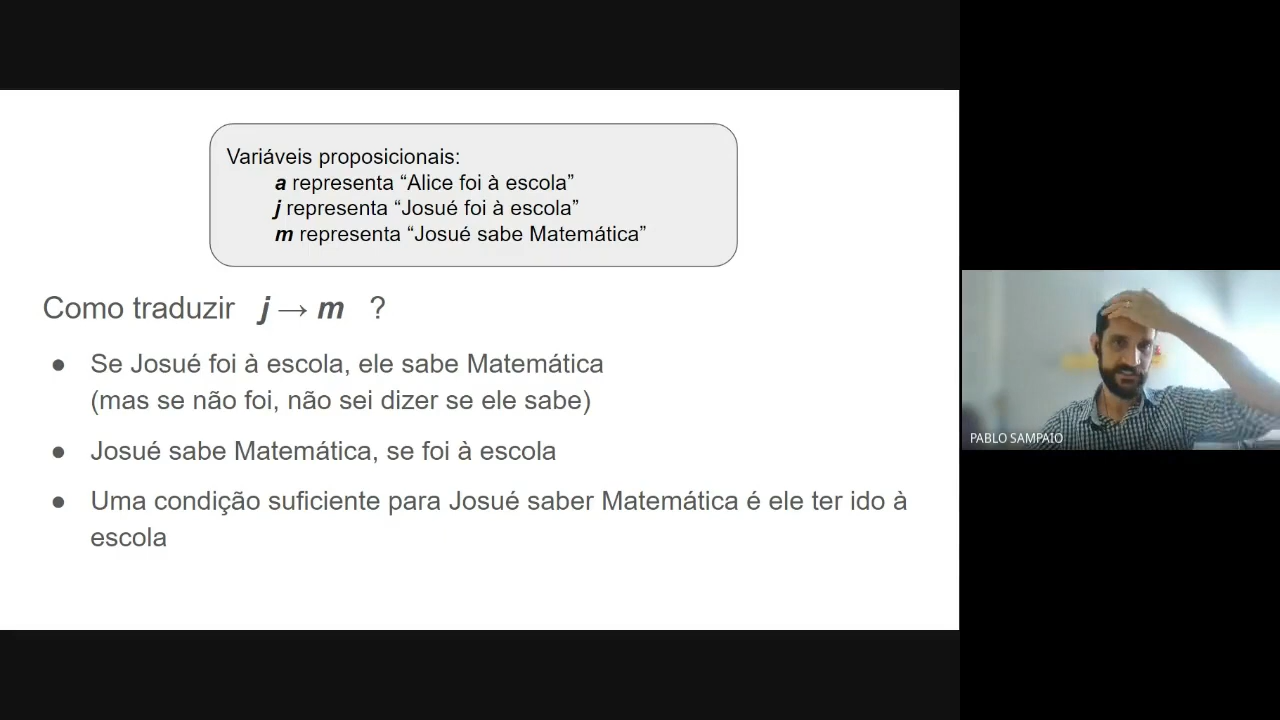 Variáveis proposicionais:
a representa “Alice foi à escola”
j representa “Josué foi à escola”
m representa “Josué sabe Matemática”
Como traduzir j → m ?
● Se Josué foi à escola, ele sabe Matemática
(mas se não foi, não sei dizer se ele sabe)
● Josué sabe Matemática, se foi à escola
● Uma condição suficiente para Josué saber Matemática é ele ter ido à
escola
PABLO SAMPAIO